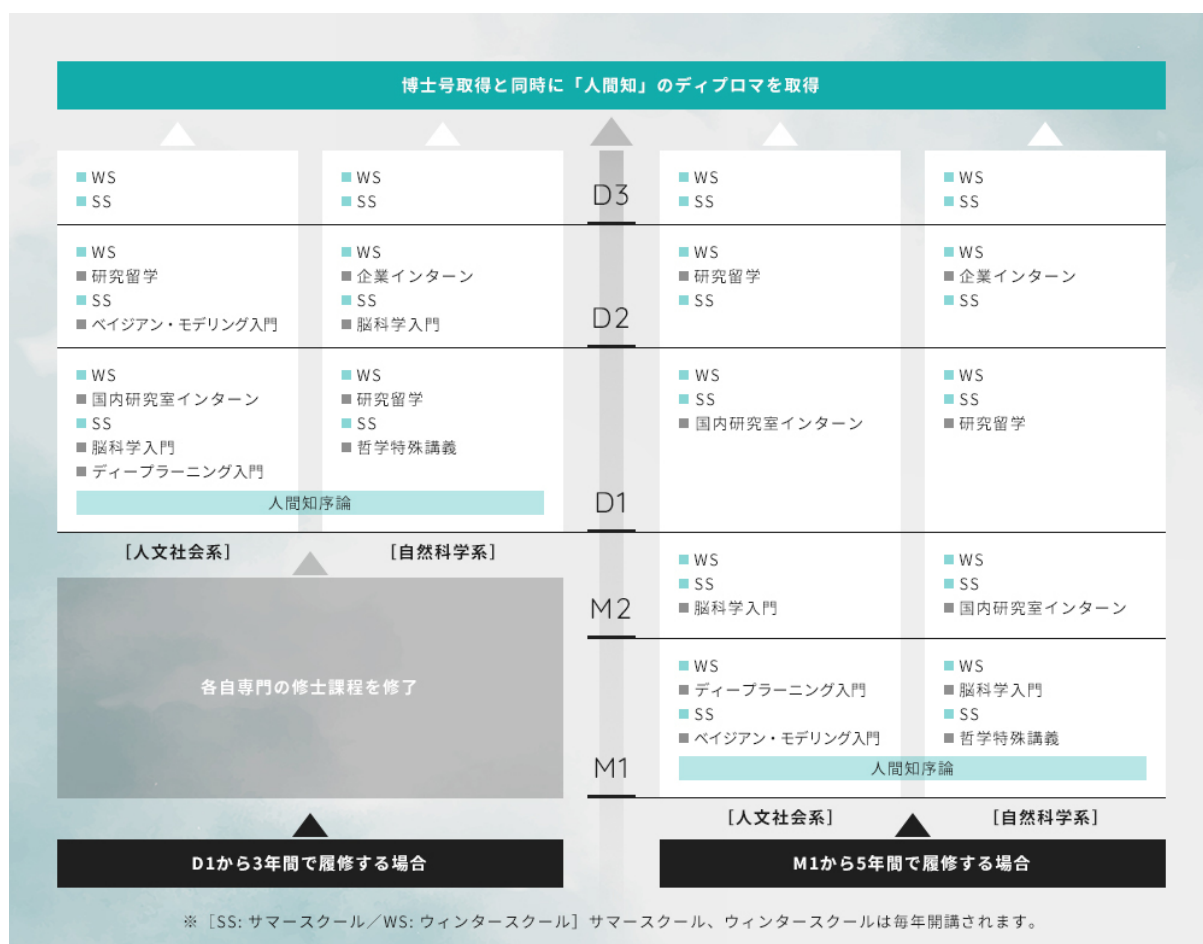 博士号取得と同時に「人間知」のディプロマを取得
WS
SS
WS
SS
D3
WS
SS
WS
SS
WS
研究留学
SS
ベイジアン・モデリング入門
WS
企業インターン
SS
脳科学入門
D2
WS
研究留学
SS
WS
企業インターン
SS
WS
国内研究室インターン
SS
脳科学入門
ディープラーニング入門
WS
研究留学
SS
哲学特殊講義
人間知序論
D1
WS
SS
国内研究室インターン
WS
SS
研究留学
[人文社会系]
[自然科学系]
各自専門の修士課程を修了
M2
WS
SS
脳科学入門
WS
SS
国内研究室インターン
M1
WS
ディープラーニング入門
SS
ベイジアン・モデリング入門
WS
脳科学入門
SS
哲学特殊講義
人間知序論
[人文社会系]
[自然科学系]
D1から3年間で履修する場合
M1から5年間で履修する場合
※［SS: サマースクール／WS: ウィンタースクール］サマースクール、ウィンタースクールは毎年開講されます。